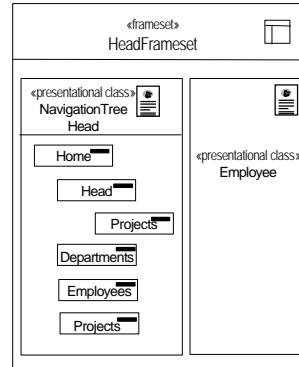 «frameset»
HeadFrameset
«presentational class»
NavigationTree
Head
Home
Head
Projects
Departments
Employees
Projects
«presentational class»
Employee